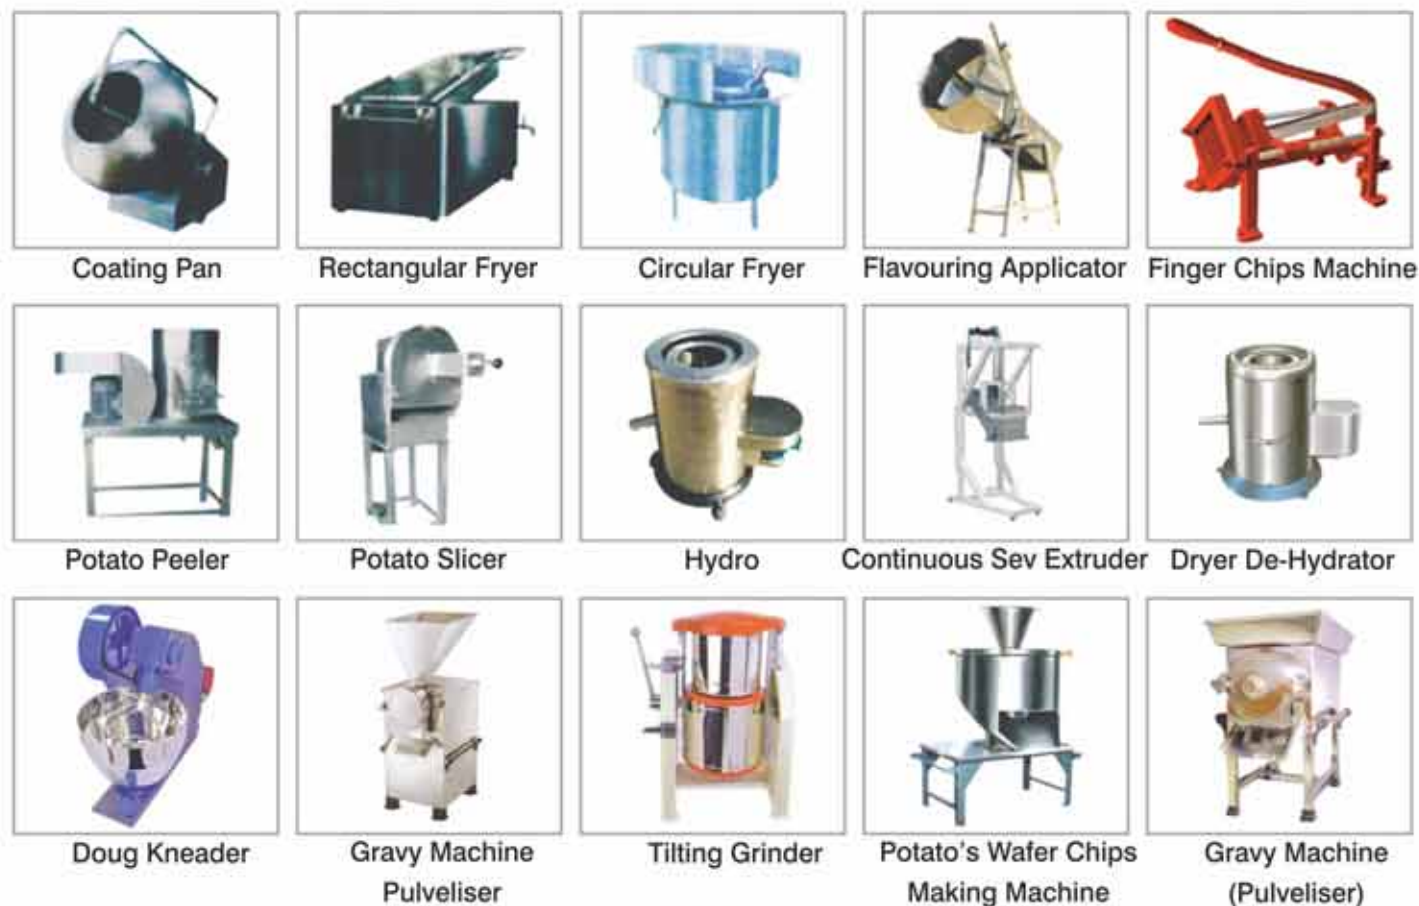 Coating Pan
Rectangular Fryer
Circular Fryer
Flavouring Applicator
Finger Chips Machine
Potato Peeler
Potato Slicer
Hydro
Continuous Sev Extruder
Dryer De-Hydrator
Doug Kneader
Gravy Machine
Pulveliser
Tilting Grinder
Potato's Wafer Chips
Making Machine
Gravy Machine
(Pulveliser)